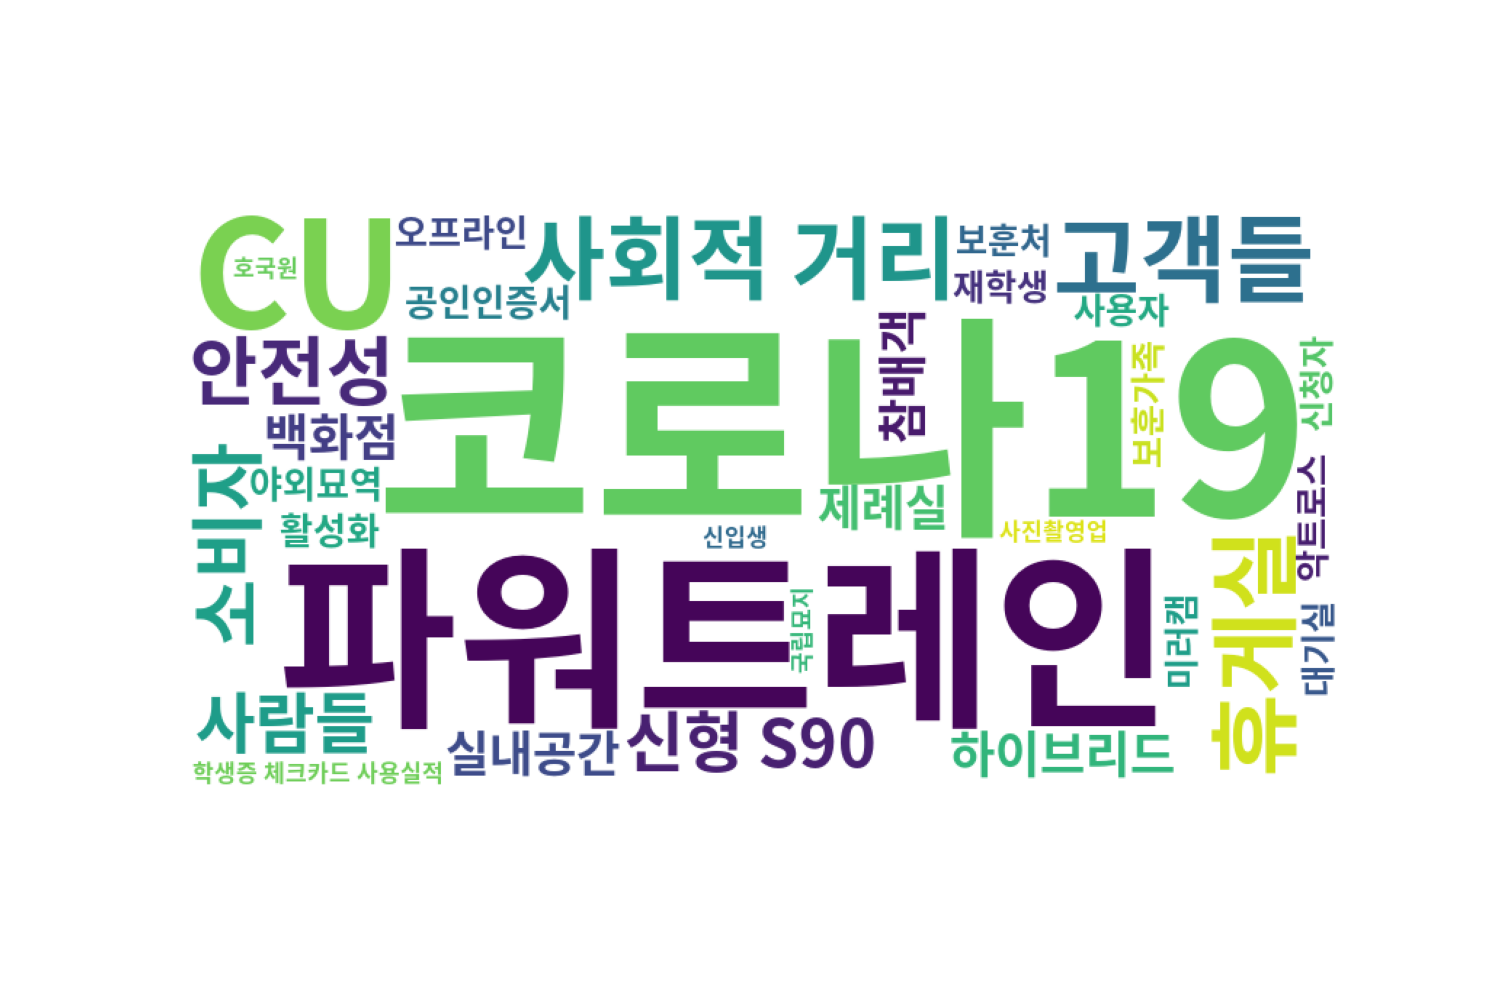 CU
호국원
오프라인
사회적 거리
보훈처
고객들
공인인증서
재학생
사용자
안전성
코로나19
참배객
보훈가족
신청자
백화점
소비자
야외묘역
활성화
제례실
신입생
사진촬영업
학트로스
파워트레인
국립묘지
미러캠
휴게실
대기실
사람들
실내공간
신형 S90
하이브리드
학생증 체크카드 사용실적